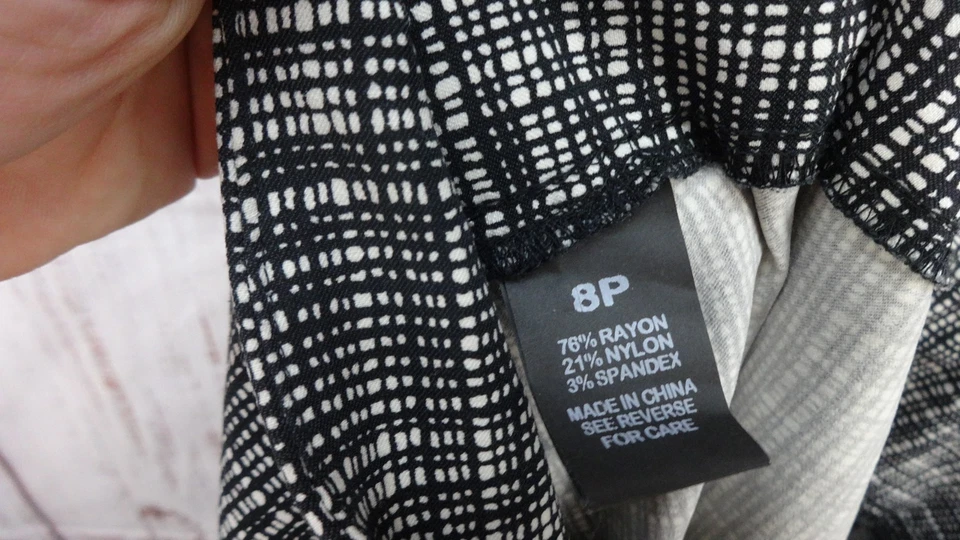 8P
76% RAYON
21% NYLON
3% SPANDEX
MADE IN CHINA
SEE REVERSE
FOR CARE